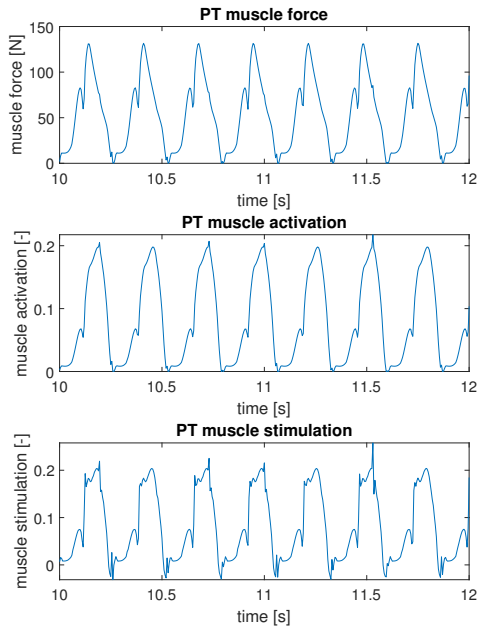 PT muscle force
muscle force [N]
150
100
50
0
10 10.5 11 11.5 12
time [s]
PT muscle activation
muscle activation [-]
0.2
0.1
0
10 10.5 11 11.5 12
time [s]
PT muscle stimulation
muscle stimulation [-]
0.2
0.1
0
10 10.5 11 11.5 12
time [s]